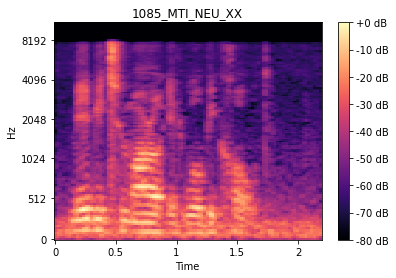 1085_MTI_NEU_XX
+0 dB
8192
-10 dB
4096
-20 dB
-30 dB
2048
Hz
-40 dB
1024
-50 dB
512
-60 dB
-70 dB
0
-80 dB
0
0.5
1
1.5
2
Time